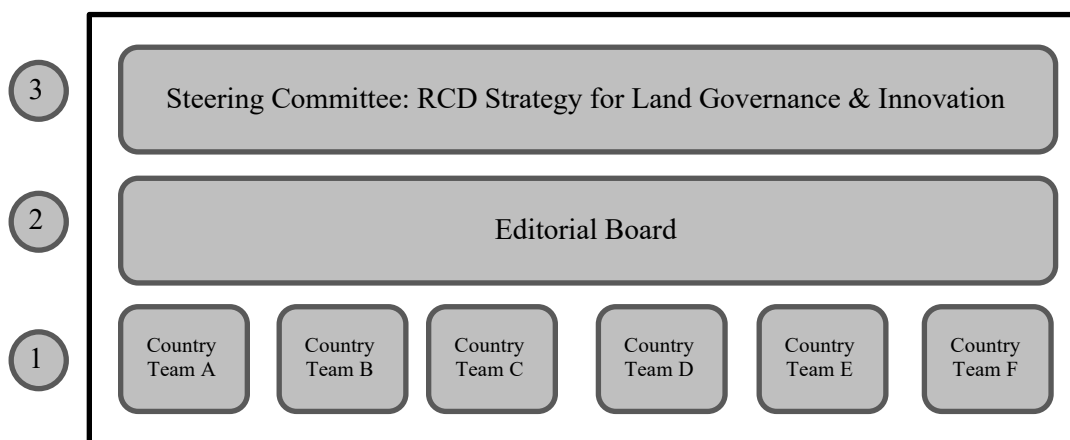 3
Steering Committee: RCD Strategy for Land Governance & Innovation
2
Editorial Board
1
Country
Team A
Country
Team B
Country
Team C
Country
Team D
Country
Team E
Country
Team F